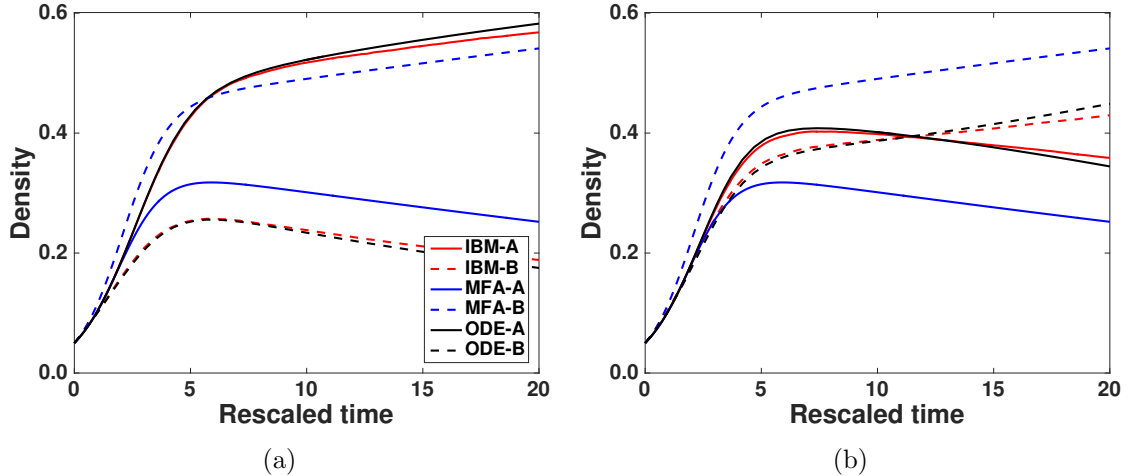 0.6
0.4
0.2
0.0
Density
IBM-A
IBM-B
MFA-A
MFA-B
ODE-A
ODE-B
0 5 10 15 20
Rescaled time
(a)
0.6
0.4
0.2
0.0
Density
0 5 10 15 20
Rescaled time
(b)